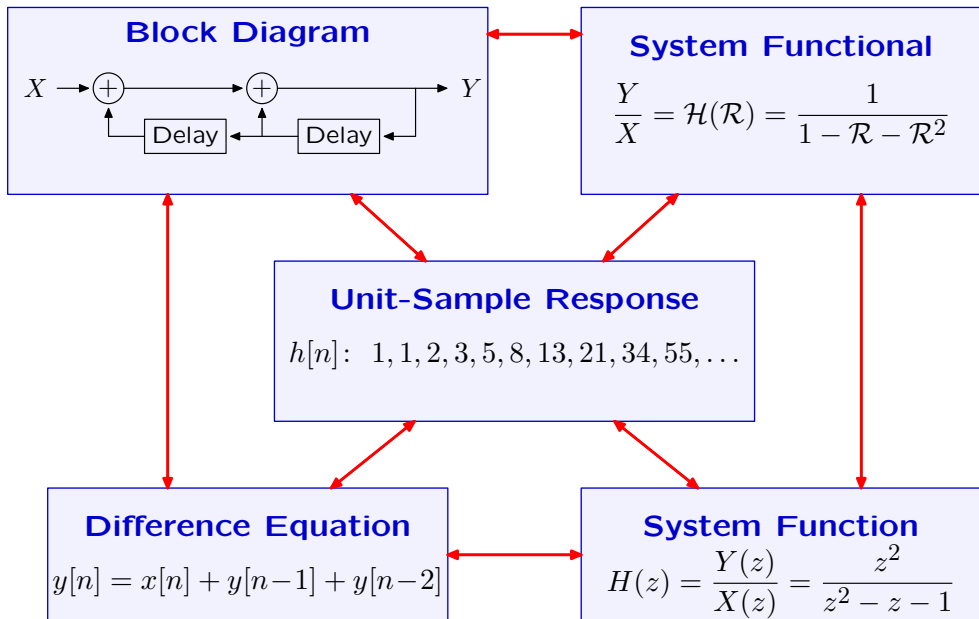 Block Diagram
X + + Y
Delay Delay
System Functional
Y/X = H(R) = 1/(1 − R − R²)
Unit-Sample Response
h[n]: 1, 1, 2, 3, 5, 8, 13, 21, 34, 55, . . .
Difference Equation
y[n] = x[n] + y[n−1] + y[n−2]
System Function
H(z) = Y(z)/X(z) = z²/(z² − z − 1)